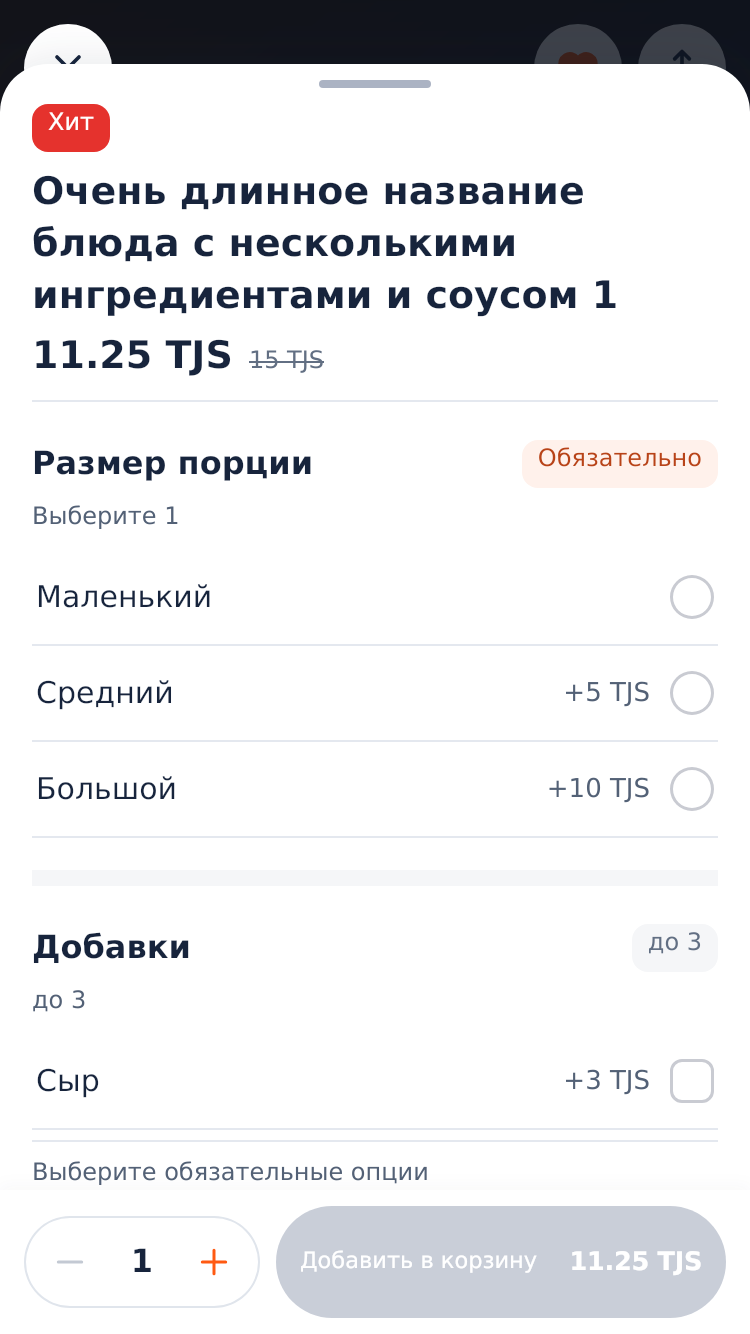 Хит
Очень длинное название
блюда с несколькими
ингредиентами и соусом 1
11.25 TJS 15 TJS
Размер порции Обязательно
Выберите 1
Маленький
Средний +5 TJS
Большой +10 TJS
Добавки до 3
до 3
Сыр +3 TJS
Выберите обязательные опции
1 Добавить в корзину 11.25 TJS